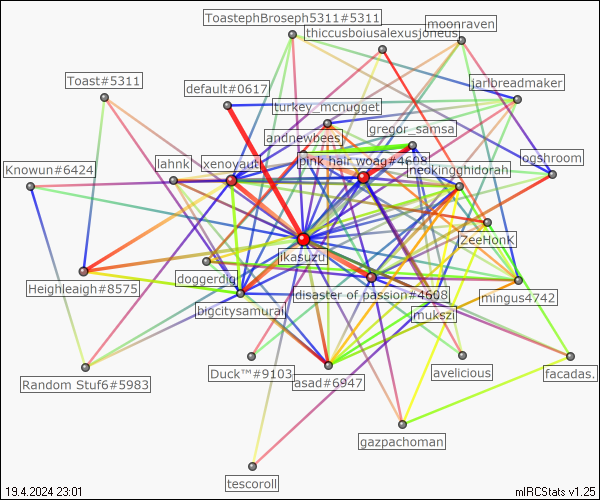 ToastephBroseph5311#5311
moonraven
thiccusboiusalexusjoneus
Toast#5311
default#0617
jarlbreadmaker
turkey_mcnugget
gregor_samsa
andnewbees
lahnk
xenoyaut
pink hair woag#4608
ogshroom
Knowun#6424
neokingghidorah
ZeeHonK
ikasuzu
doggerdig
Heighleaigh#8575
disaster of passion#4608
mingus4742
bigcitysamurai
mukszi
Duck™#9103
avelicious
facadas.
Random Stuf6#5983
asad#6947
gazpachoman
tescoroll
19.4.2024 23:01
mIRCStats v1.25